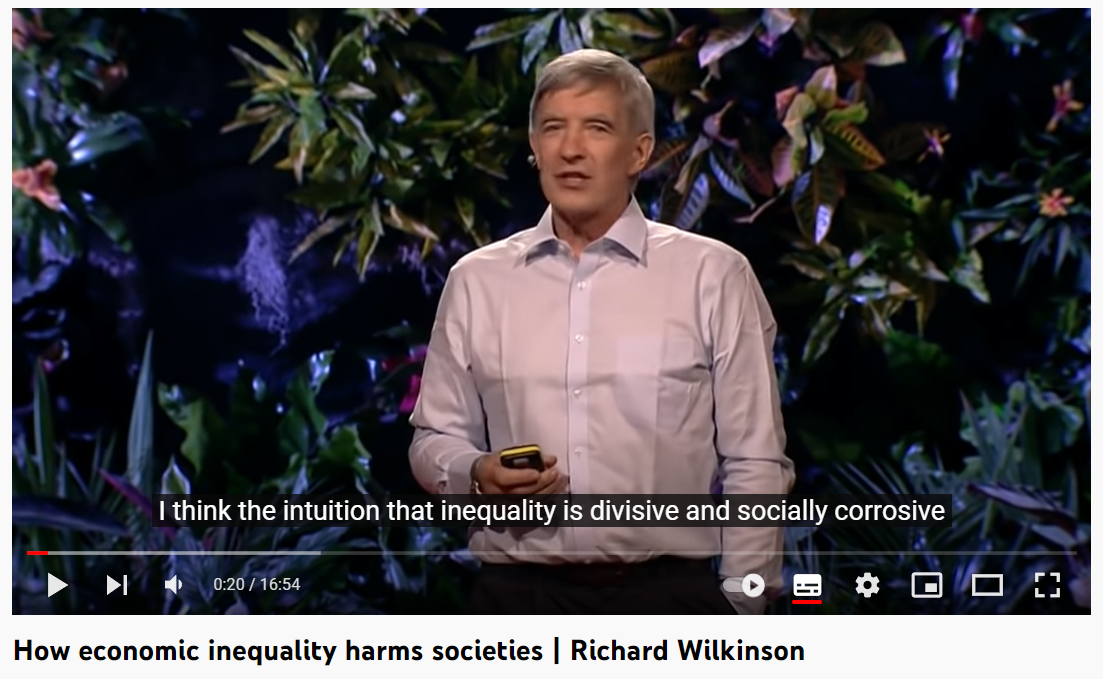 I think the intuition that inequality is divisive and socially corrosive
0:20 / 16:54
How economic inequality harms societies | Richard Wilkinson